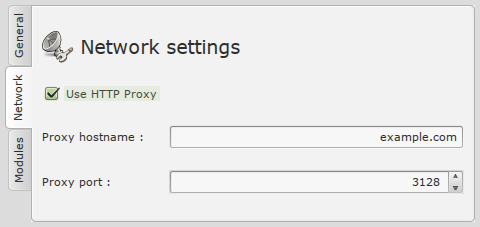 General
Network
Modules
Network settings
Use HTTP Proxy
Proxy hostname :
example.com
Proxy port :
3128